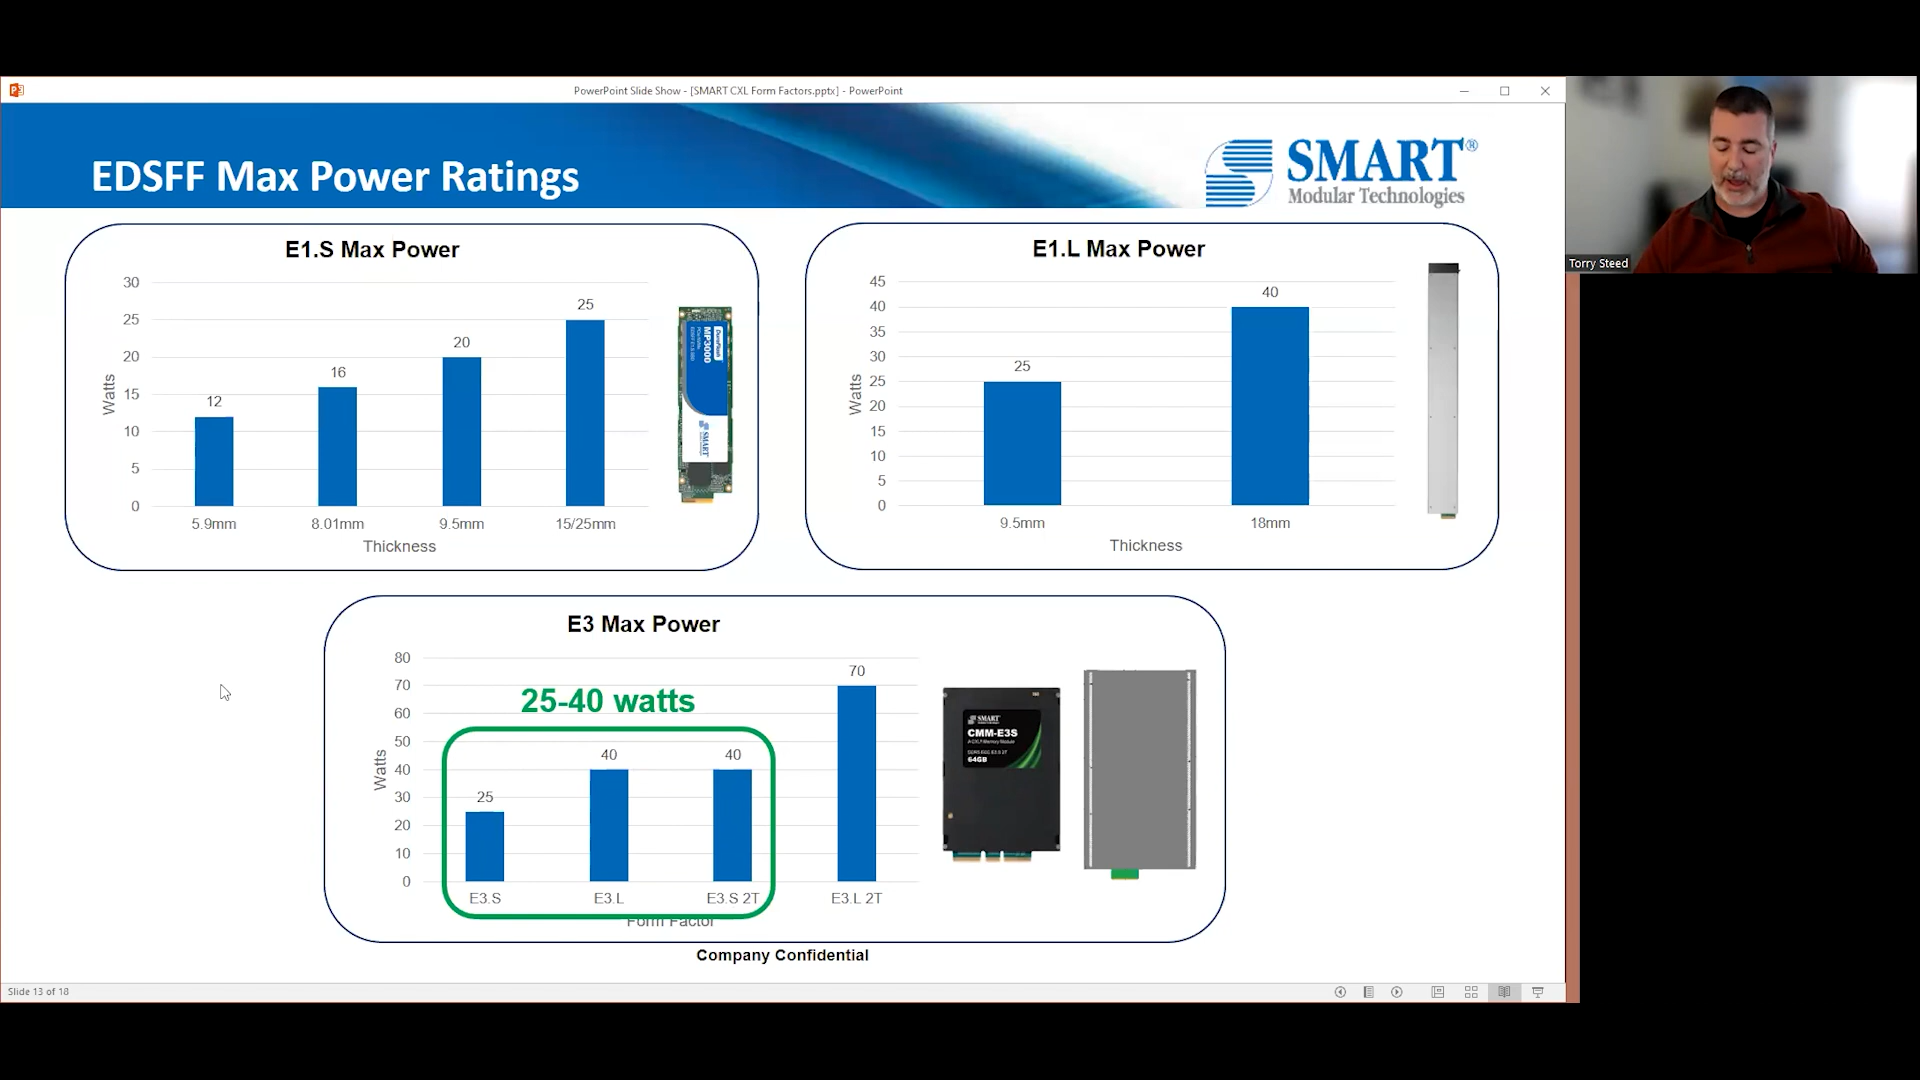 PowerPoint Slide Show - [SMART CXL Form Factors.pptx] - PowerPoint
EDSFF Max Power Ratings
SMART®
Modular Technologies
Torry Steed
E1.S Max Power
30
25
20
15
10
5
0
Watts
12
16
20
25
5.9mm
8.01mm
9.5mm
15/25mm
Thickness
MP3000
SMART
E1.L Max Power
45
40
35
30
25
20
15
10
5
0
Watts
25
40
9.5mm
18mm
Thickness
E3 Max Power
80
70
60
50
40
30
20
10
0
Watts
25-40 watts
25
40
40
70
E3.S
E3.L
E3.S 2T
E3.L 2T
Form Factor
SMART
CMM-E3S
64GB
Company Confidential
Slide 13 of 18